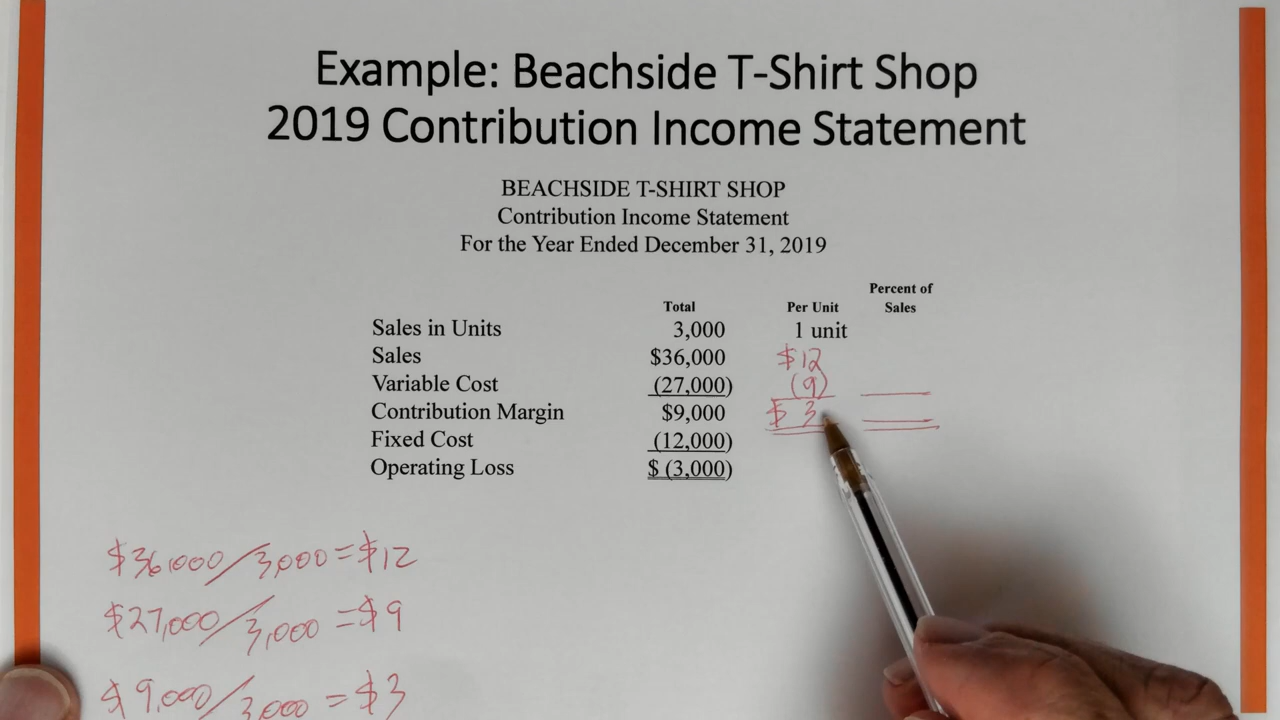 Example: Beachside T-Shirt Shop
2019 Contribution Income Statement
BEACHSIDE T-SHIRT SHOP
Contribution Income Statement
For the Year Ended December 31, 2019
Percent of
Total Per Unit Sales
Sales in Units 3,000 1 unit
Sales $36,000 $12
Variable Cost (27,000) (9)
Contribution Margin $9,000 $ 3
Fixed Cost (12,000)
Operating Loss $ (3,000)
$36,000/3,000 = $12
$27,000/3,000 = $9
$9,000/3,000 = $3